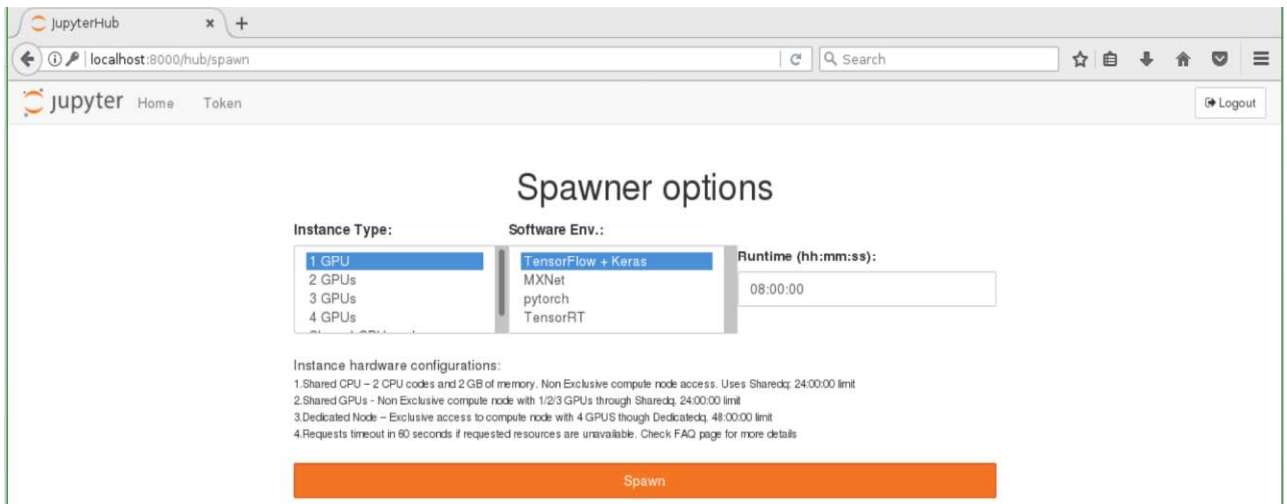 JupyterHub
localhost:8000/hub/spawn
Search
jupyter Home Token
Logout
Spawner options
Instance Type:
1 GPU
2 GPUs
3 GPUs
4 GPUs
Software Env.:
TensorFlow + Keras
MXNet
pytorch
TensorRT
Runtime (hh:mm:ss):
08:00:00
Instance hardware configurations:
1.Shared CPU – 2 CPU codes and 2 GB of memory. Non Exclusive compute node access. Uses Sharedq: 24:00:00 limit
2.Shared GPUs - Non Exclusive compute node with 1/2/3 GPUs through Sharedq. 24:00:00 limit
3.Dedicated Node – Exclusive access to compute node with 4 GPUS though Dedicatedq. 48:00:00 limit
4.Requests timeout in 60 seconds if requested resources are unavailable. Check FAQ page for more details
Spawn